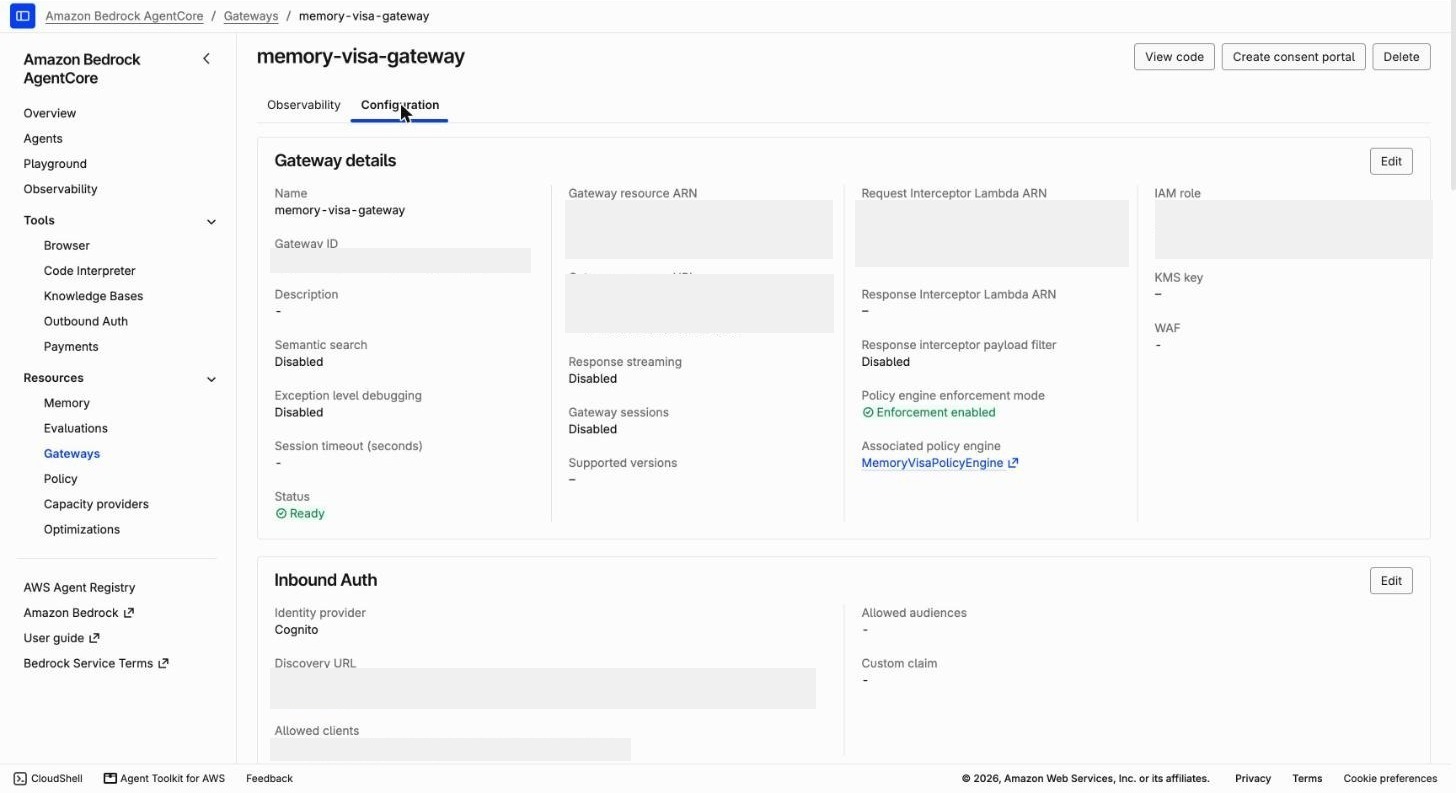 Amazon Bedrock AgentCore / Gateways / memory-visa-gateway
Amazon Bedrock
AgentCore
Overview
Agents
Playground
Observability
Tools
Browser
Code Interpreter
Knowledge Bases
Outbound Auth
Payments
Resources
Memory
Evaluations
Gateways
Policy
Capacity providers
Optimizations
AWS Agent Registry
Amazon Bedrock
User guide
Bedrock Service Terms
memory-visa-gateway
View code
Create consent portal
Delete
Observability
Configuration
Gateway details
Edit
Name
memory-visa-gateway
Gateway ID
Description
-
Semantic search
Disabled
Exception level debugging
Disabled
Session timeout (seconds)
-
Status
Ready
Gateway resource ARN
Response streaming
Disabled
Gateway sessions
Disabled
Supported versions
–
Request Interceptor Lambda ARN
Response Interceptor Lambda ARN
–
Response interceptor payload filter
Disabled
Policy engine enforcement mode
Enforcement enabled
Associated policy engine
MemoryVisaPolicyEngine
IAM role
KMS key
–
WAF
-
Inbound Auth
Edit
Identity provider
Cognito
Discovery URL
Allowed clients
Allowed audiences
-
Custom claim
-
CloudShell
Agent Toolkit for AWS
Feedback
© 2026, Amazon Web Services, Inc. or its affiliates.
Privacy
Terms
Cookie preferences